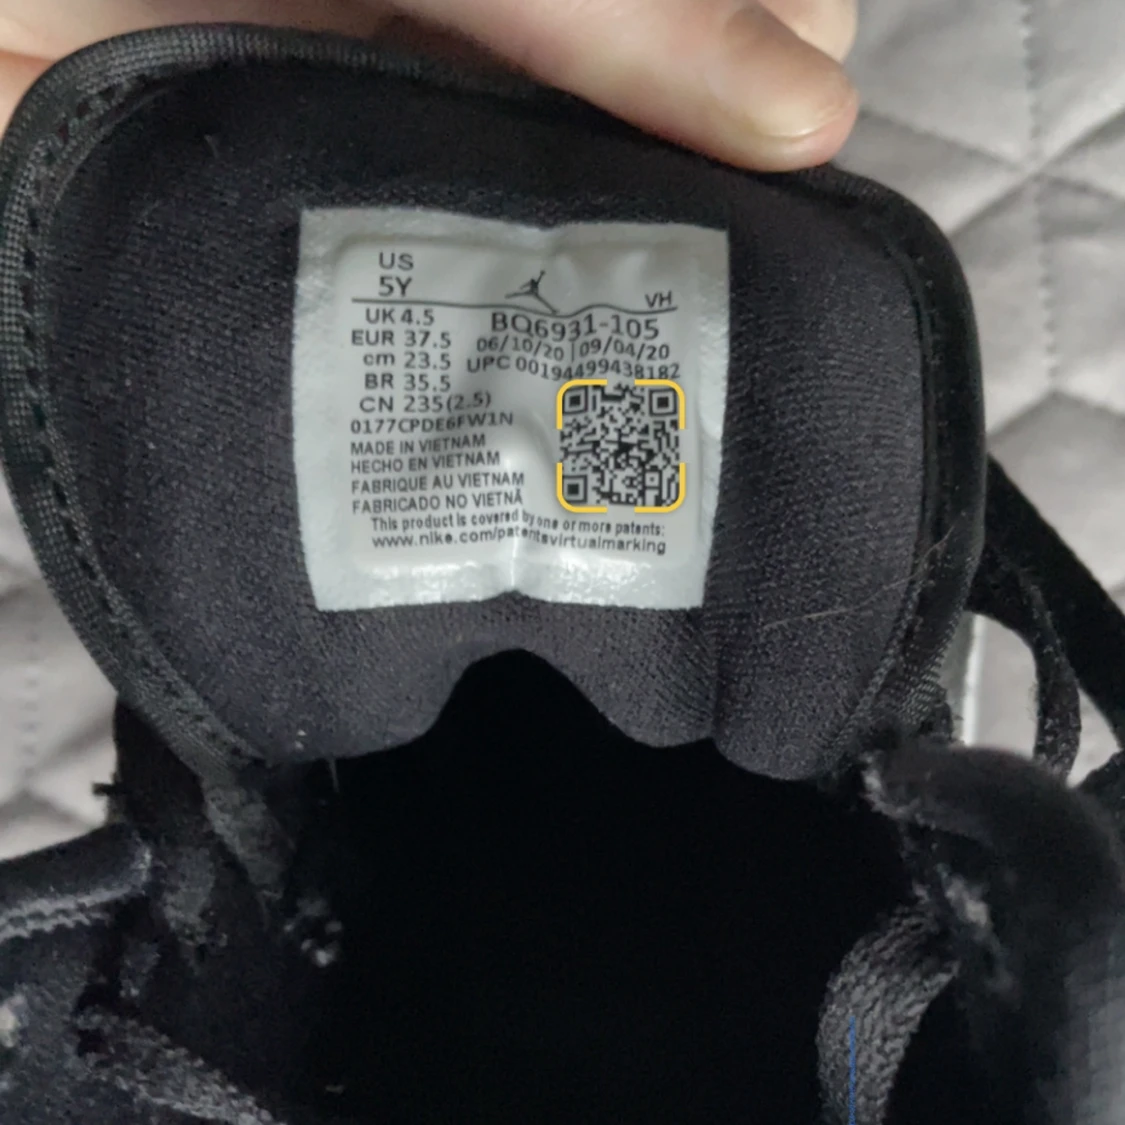 US
5Y
VH
UK 4.5
EUR 37.5
cm 23.5
BR 35.5
CN 235(2.5)
BQ6931-105
06/10/20 | 09/04/20
UPC 00194499438182
0177CPDE6FW1N
MADE IN VIETNAM
HECHO EN VIETNAM
FABRIQUE AU VIETNAM
FABRICADO NO VIETNÃ
This product is covered by one or more patents:
www.nike.com/patentsvirtualmarking